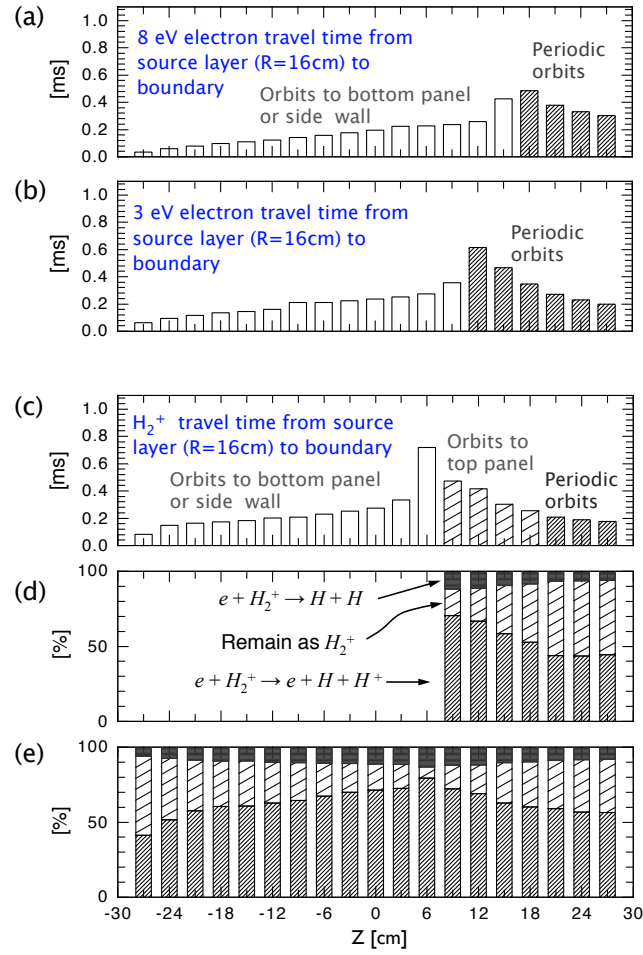 (a)
1.0
0.8
0.6
0.4
0.2
0.0
[ms]
8 eV electron travel time from
source layer (R=16cm) to
boundary
Periodic
orbits
Orbits to bottom panel
or side wall
(b)
1.0
0.8
0.6
0.4
0.2
0.0
[ms]
3 eV electron travel time from
source layer (R=16cm) to
boundary
Periodic
orbits
(c)
1.0
0.8
0.6
0.4
0.2
0.0
[ms]
H₂⁺ travel time from source
layer (R=16cm) to boundary
Orbits to
top panel
Orbits to bottom panel
or side wall
Periodic
orbits
(d)
100
50
0
[%]
e + H₂⁺ → H + H
Remain as H₂⁺
e + H₂⁺ → e + H + H⁺
(e)
100
50
0
[%]
-30 -24 -18 -12 -6 0 6 12 18 24 30
Z [cm]